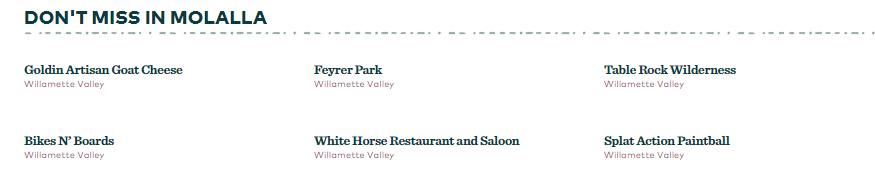 DON'T MISS IN MOLALLA
Goldin Artisan Goat Cheese
Willamette Valley
Feyrer Park
Willamette Valley
Table Rock Wilderness
Willamette Valley
Bikes N’ Boards
Willamette Valley
White Horse Restaurant and Saloon
Willamette Valley
Splat Action Paintball
Willamette Valley